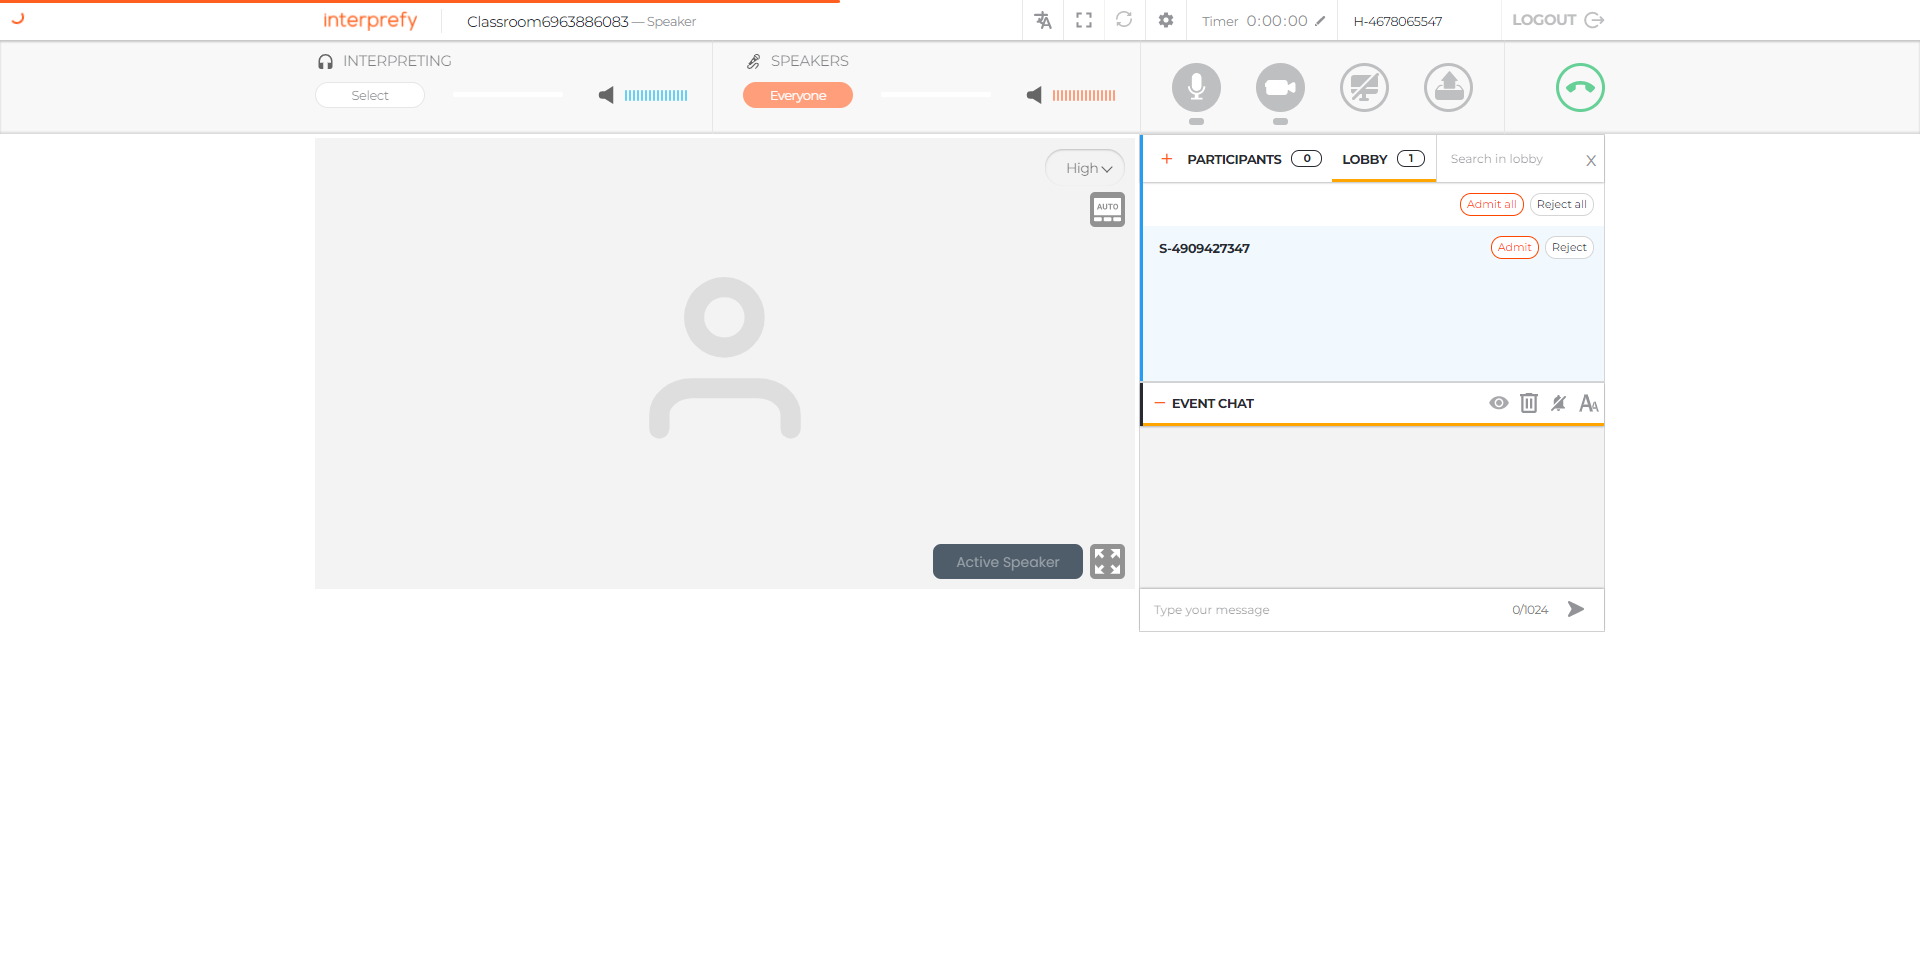 interprefy
Classroom6963886083 — Speaker
Timer 0:00:00
H-4678065547
LOGOUT
INTERPRETING
Select
SPEAKERS
Everyone
High
AUTO
Active Speaker
+ PARTICIPANTS 0
LOBBY 1
Search in lobby
X
Admit all
Reject all
S-4909427347
Admit
Reject
− EVENT CHAT
AA
Type your message
0/1024